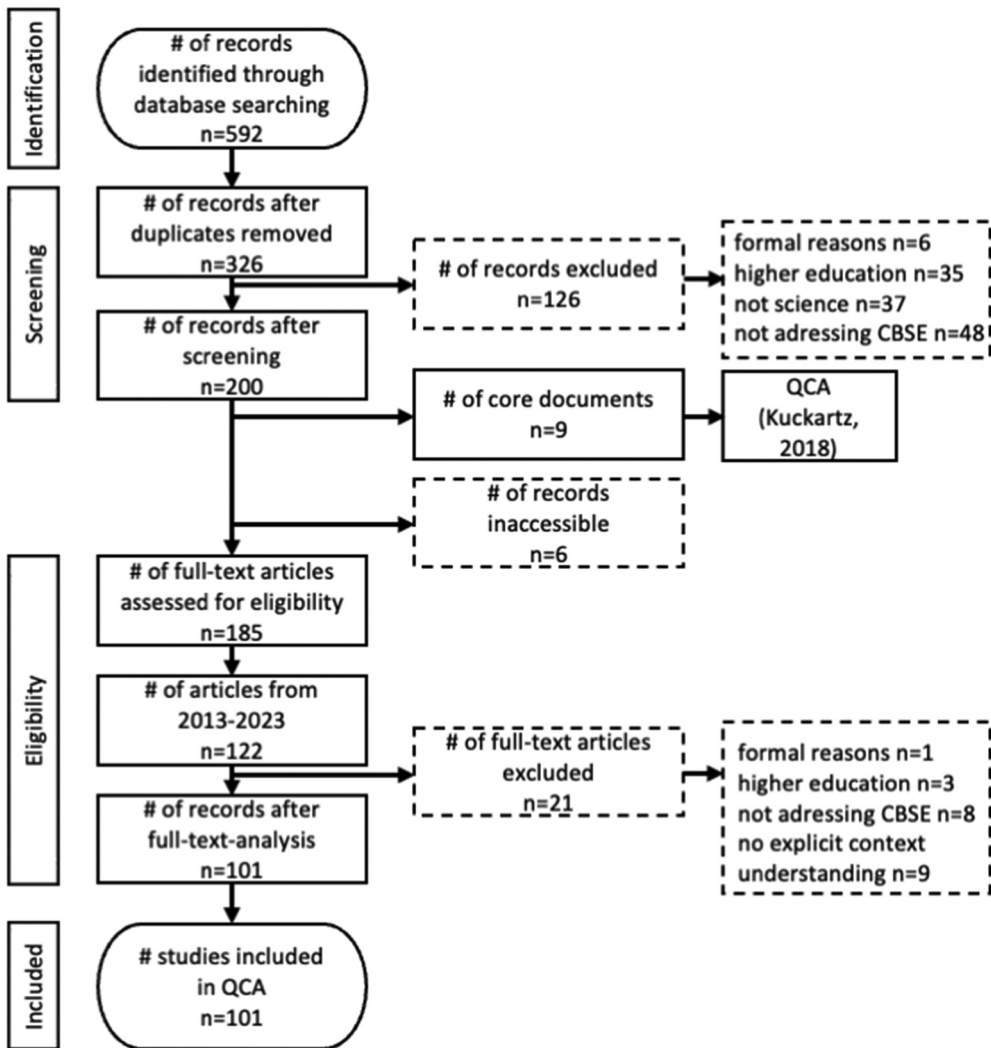 Identification
# of records
identified through
database searching
n=592
Screening
# of records after
duplicates removed
n=326
# of records excluded
n=126
formal reasons n=6
higher education n=35
not science n=37
not adressing CBSE n=48
# of records after
screening
n=200
# of core documents
n=9
QCA
(Kuckartz,
2018)
# of records
inaccessible
n=6
Eligibility
# of full-text articles
assessed for eligibility
n=185
# of articles from
2013-2023
n=122
# of full-text articles
excluded
n=21
formal reasons n=1
higher education n=3
not adressing CBSE n=8
no explicit context
understanding n=9
# of records after
full-text-analysis
n=101
Included
# studies included
in QCA
n=101